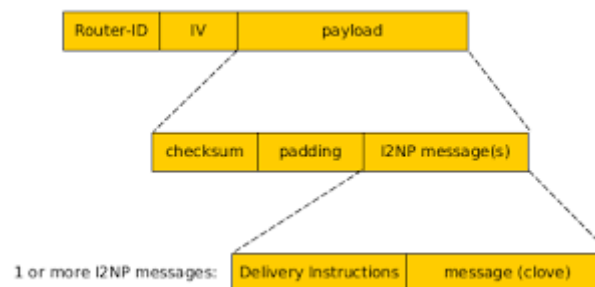 Router-ID IV payload
checksum padding I2NP message(s)
1 or more I2NP messages: Delivery Instructions message (clove)